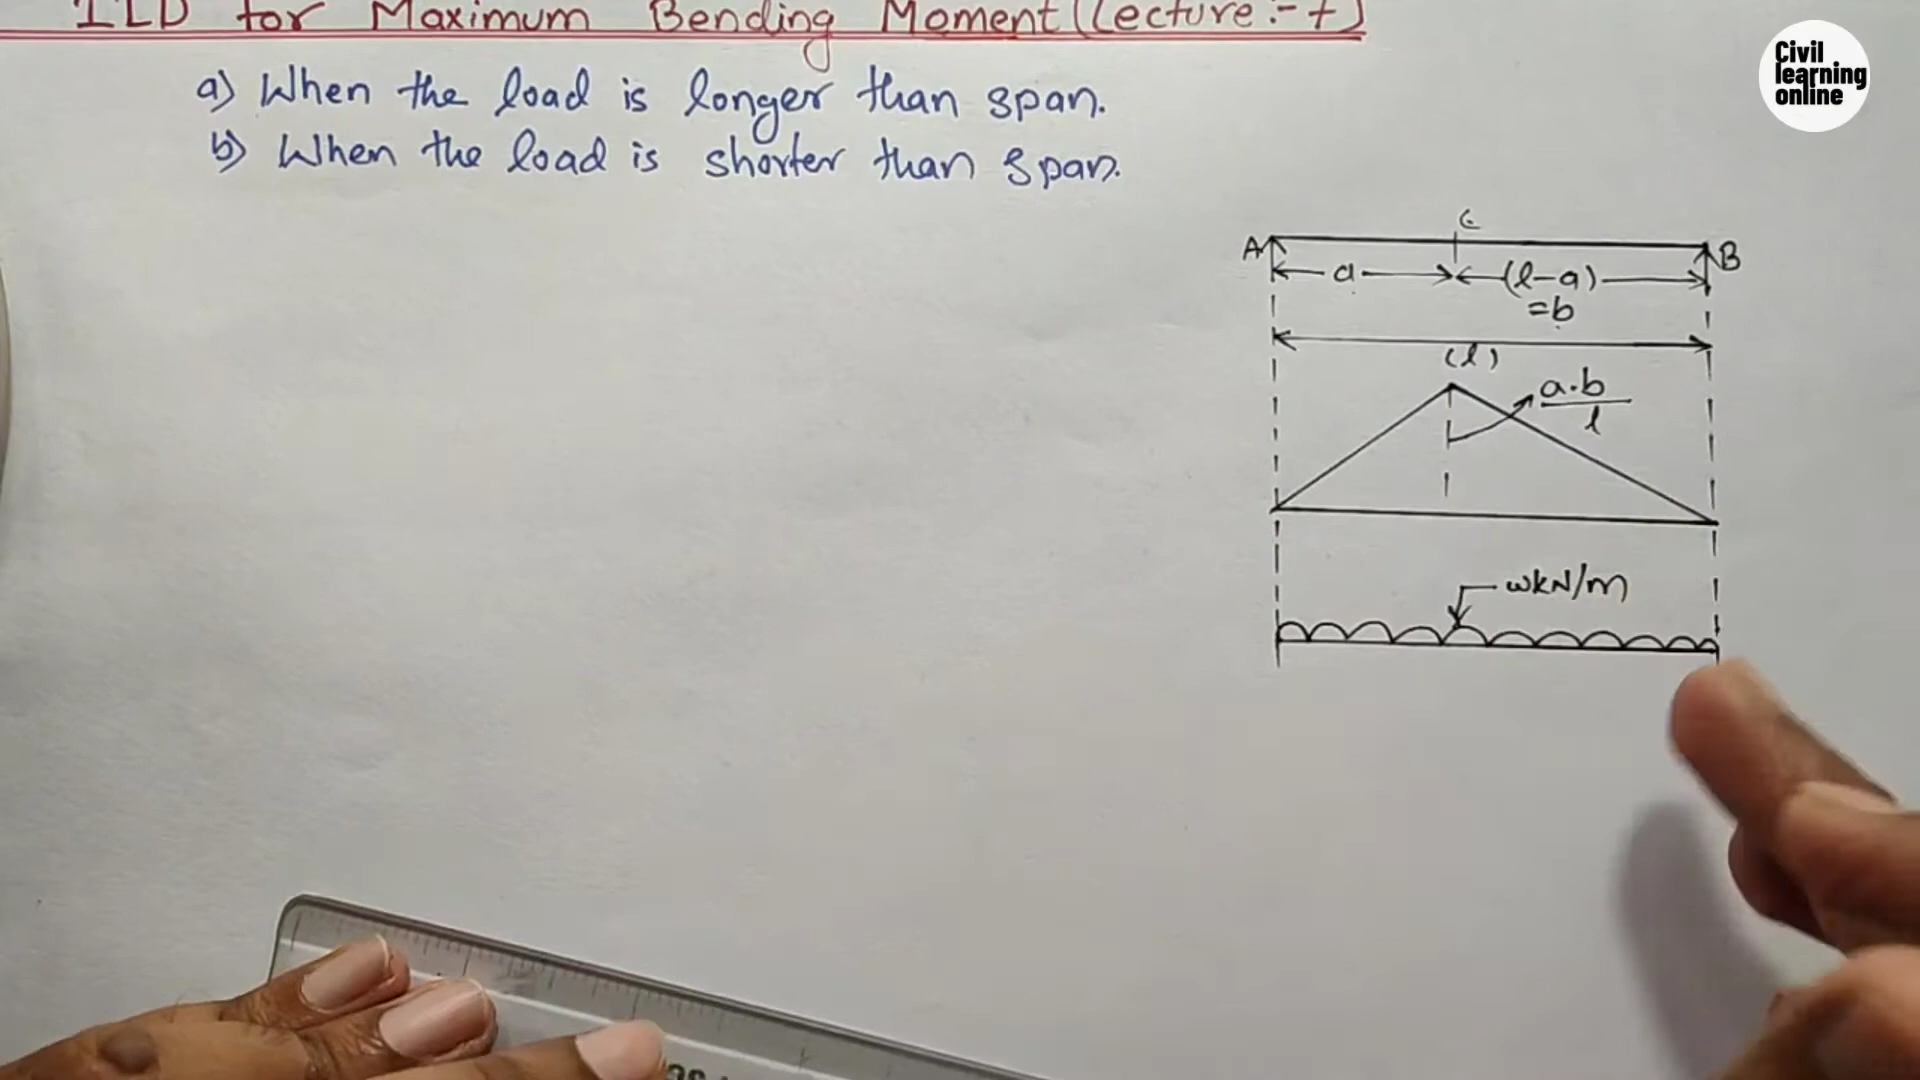 ILD for Maximum Bending Moment (Lecture:-7)
a) When the load is longer than span.
b) When the load is shorter than span.
Civil
learning
online
C
A
B
a
(l-a)
=b
(l)
a.b
l
wkN/m